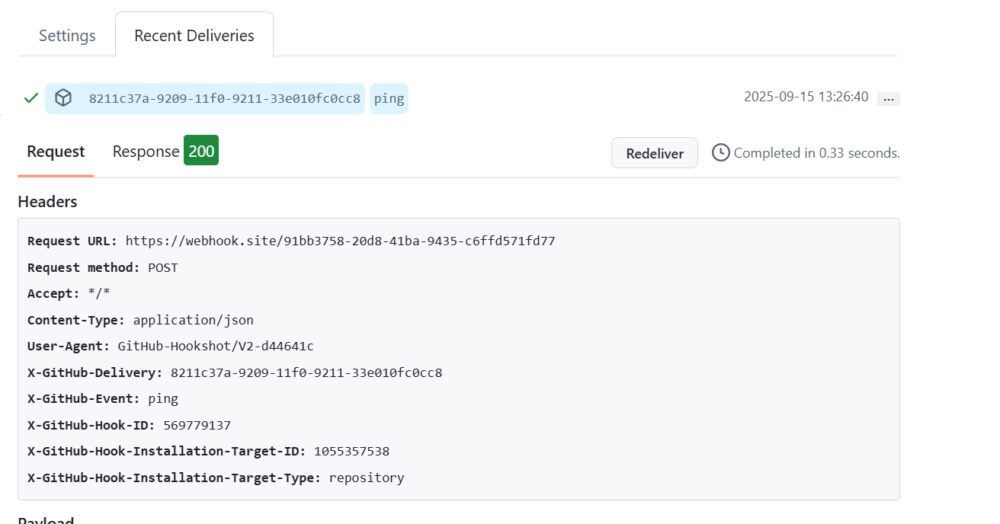 Settings Recent Deliveries
8211c37a-9209-11f0-9211-33e010fc0cc8 ping 2025-09-15 13:26:40 ...
Request Response 200 Redeliver Completed in 0.33 seconds.
Headers
Request URL: https://webhook.site/91bb3758-20d8-41ba-9435-c6ffd571fd77
Request method: POST
Accept: */*
Content-Type: application/json
User-Agent: GitHub-Hookshot/V2-d44641c
X-GitHub-Delivery: 8211c37a-9209-11f0-9211-33e010fc0cc8
X-GitHub-Event: ping
X-GitHub-Hook-ID: 569779137
X-GitHub-Hook-Installation-Target-ID: 1055357538
X-GitHub-Hook-Installation-Target-Type: repository
Payload